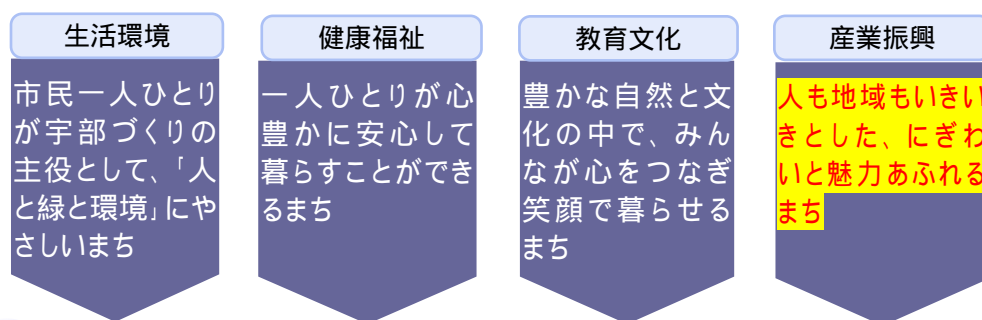 生活環境
市民一人ひとり
が宇部づくりの
主役として、「人
と緑と環境」にや
さしいまち
健康福祉
一人ひとりが心
豊かに安心して
暮らすことができ
るまち
教育文化
豊かな自然と文
化の中で、みん
なが心をつなぎ
笑顔で暮らせる
まち
産業振興
人も地域もいきい
きとした、にぎわ
いと魅力あふれる
まち